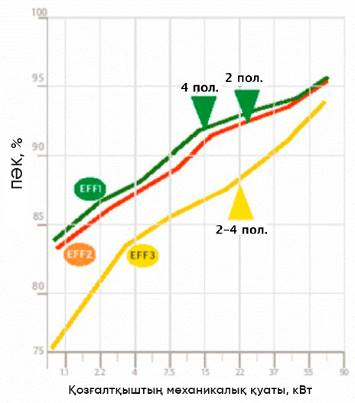 100
95
90
85
80
75
ПӘК, %
4 пол.
2 пол.
EFF1
EFF2
EFF3
2–4 пол.
1.1 2.2 4 7.5 15 22 37 55 90
Қозғалтқыштың механикалық қуаты, кВт